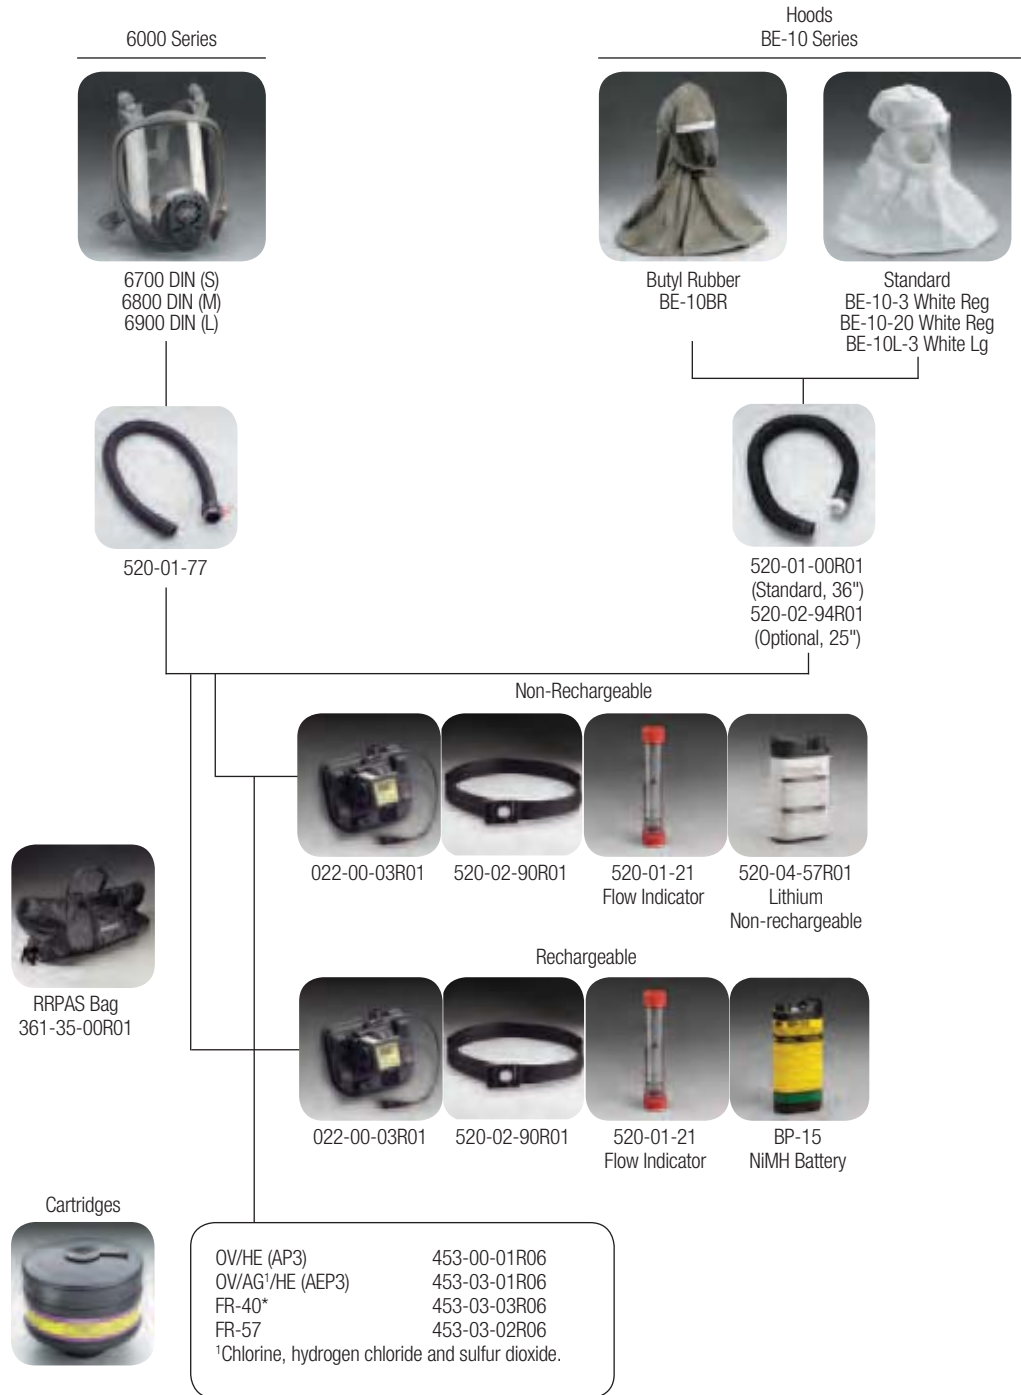 6000 Series
Hoods
BE-10 Series
6700 DIN (S)
6800 DIN (M)
6900 DIN (L)
Butyl Rubber
BE-10BR
Standard
BE-10-3 White Reg
BE-10-20 White Reg
BE-10L-3 White Lg
520-01-77
520-01-00R01
(Standard, 36")
520-02-94R01
(Optional, 25")
Non-Rechargeable
022-00-03R01
520-02-90R01
520-01-21
Flow Indicator
520-04-57R01
Lithium
Non-rechargeable
RRPAS Bag
361-35-00R01
Rechargeable
022-00-03R01
520-02-90R01
520-01-21
Flow Indicator
BP-15
NiMH Battery
Cartridges
OV/HE (AP3) 453-00-01R06
OV/AG¹/HE (AEP3) 453-03-01R06
FR-40* 453-03-03R06
FR-57 453-03-02R06
¹Chlorine, hydrogen chloride and sulfur dioxide.